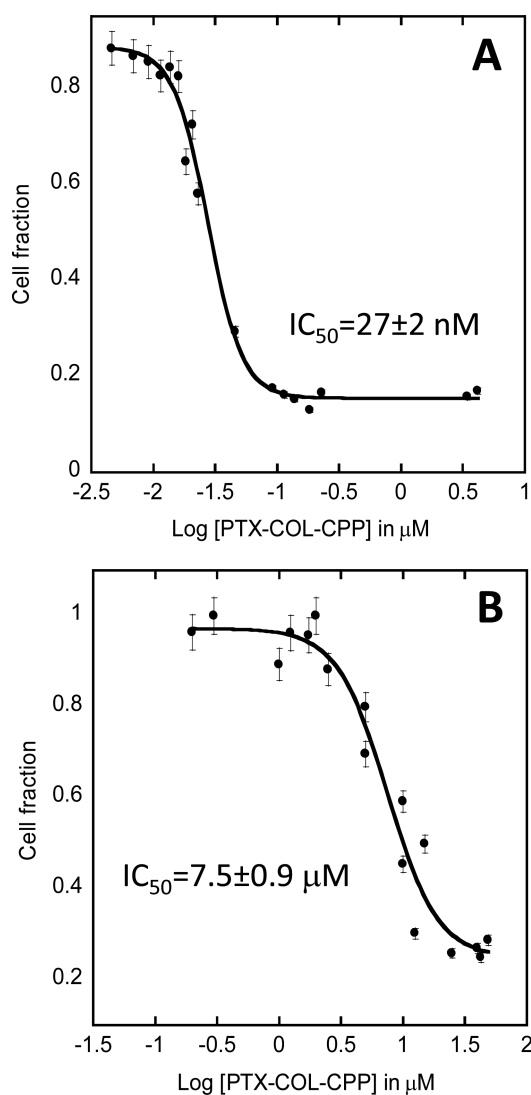 A
0.8
0.6
0.4
0.2
0
Cell fraction
IC50=27±2 nM
-2.5 -2 -1.5 -1 -0.5 0 0.5 1
Log [PTX-COL-CPP] in μM
B
1
0.8
0.6
0.4
0.2
Cell fraction
IC50=7.5±0.9 μM
-1.5 -1 -0.5 0 0.5 1 1.5 2
Log [PTX-COL-CPP] in μM